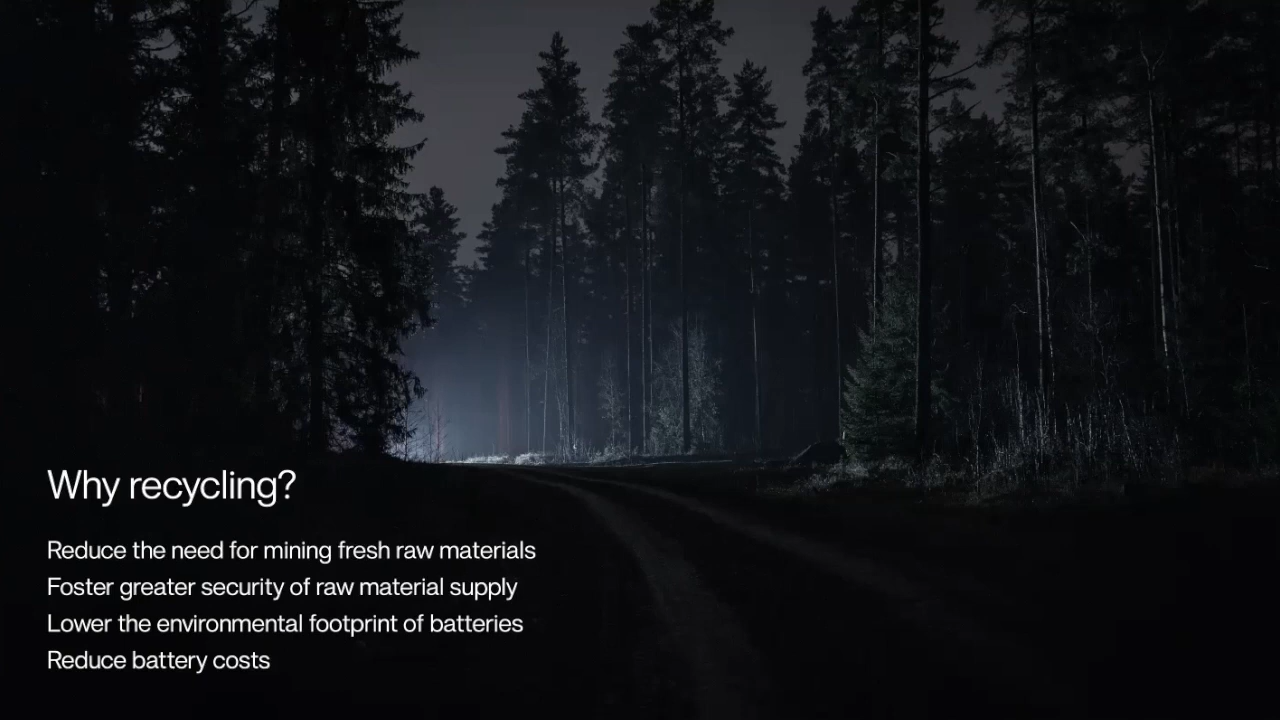 Why recycling?
Reduce the need for mining fresh raw materials
Foster greater security of raw material supply
Lower the environmental footprint of batteries
Reduce battery costs